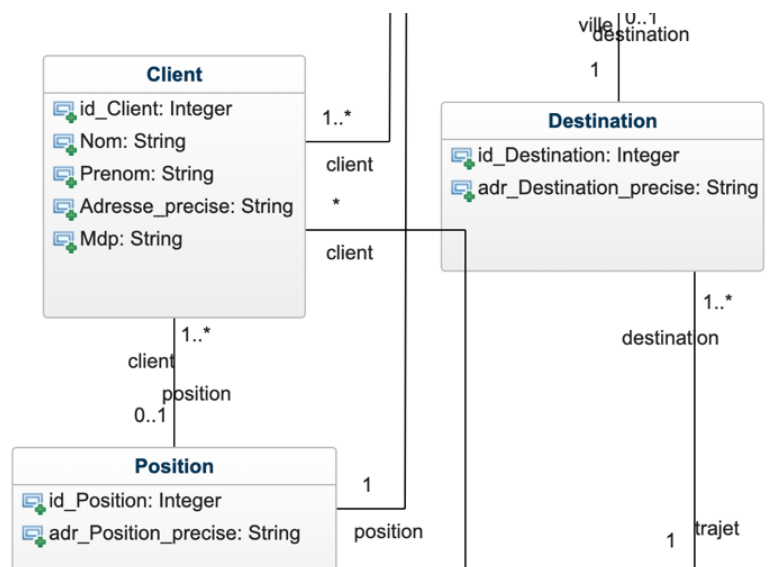 ville
0..1
destination
1
Client
id_Client: Integer
Nom: String
Prenom: String
Adresse_precise: String
Mdp: String
1..*
client
*
client
Destination
id_Destination: Integer
adr_Destination_precise: String
1..*
client
position
0..1
1..*
destination
Position
id_Position: Integer
adr_Position_precise: String
1
position
1
trajet